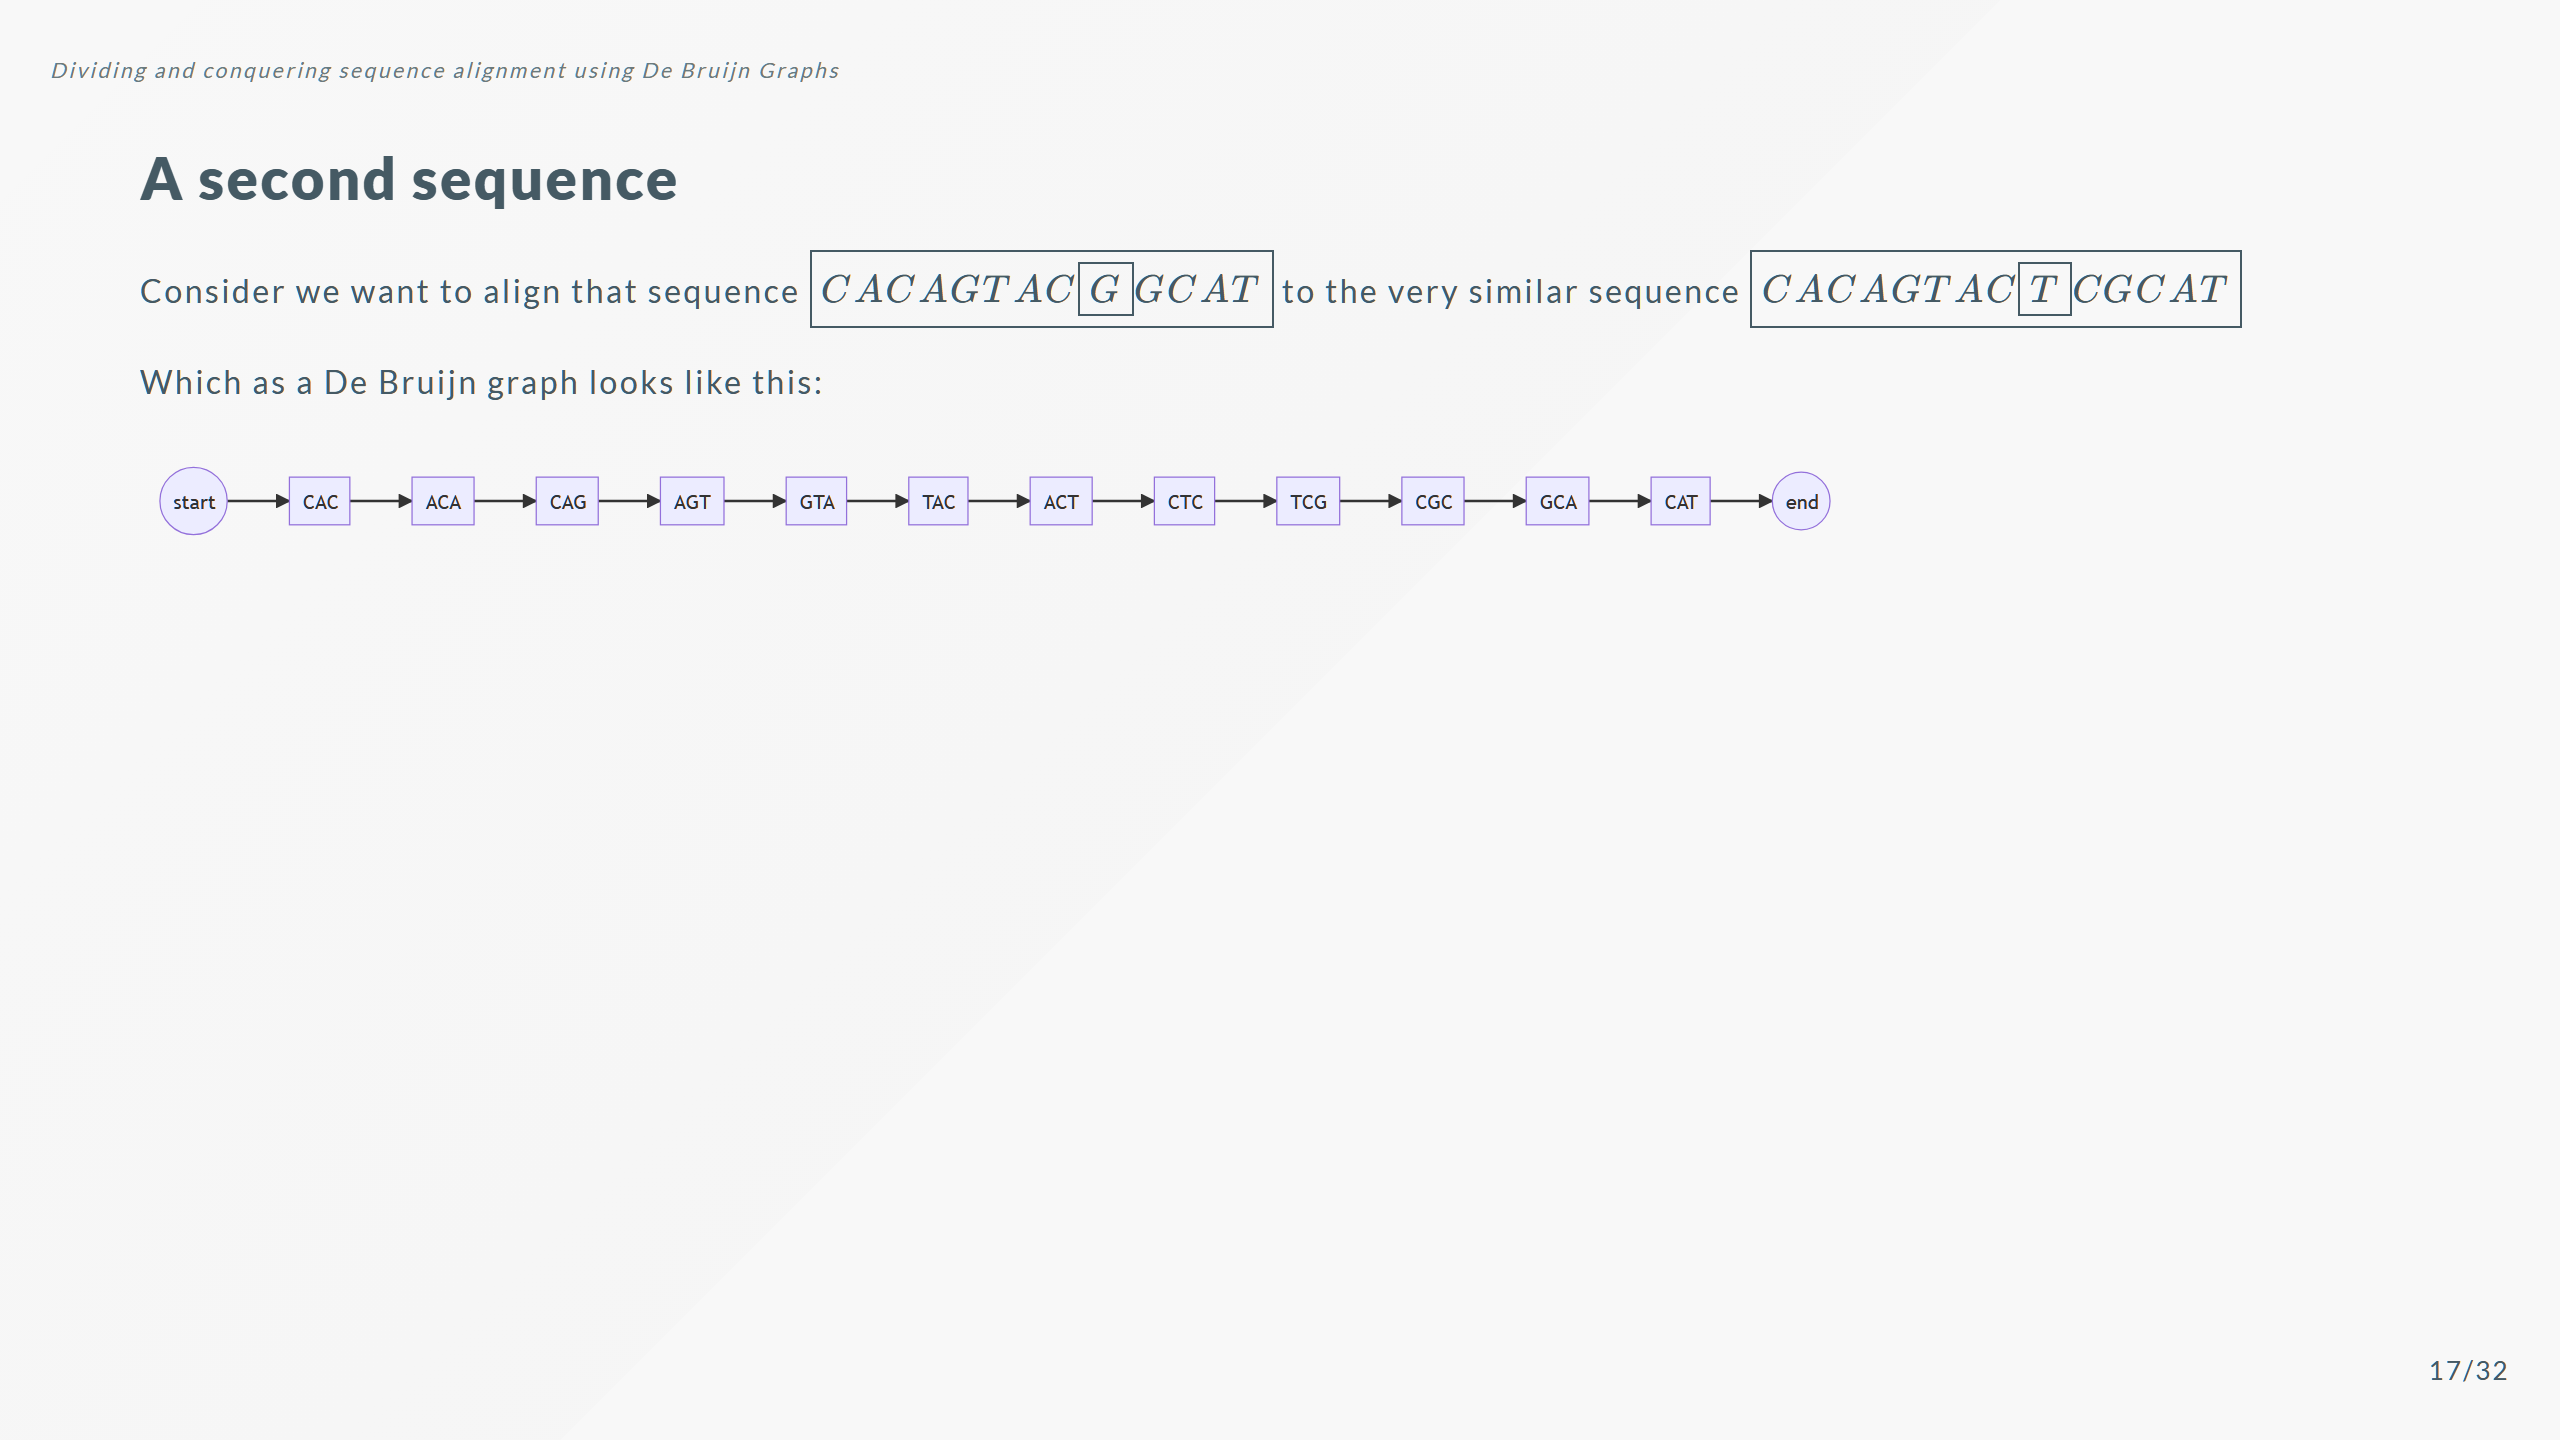 Dividing and conquering sequence alignment using De Bruijn Graphs
A second sequence
Consider we want to align that sequence CACAGTACGGCAT to the very similar sequence CACAGTACTCGCAT
Which as a De Bruijn graph looks like this:
start CAC ACA CAG AGT GTA TAC ACT CTC TCG CGC GCA CAT end
17/32